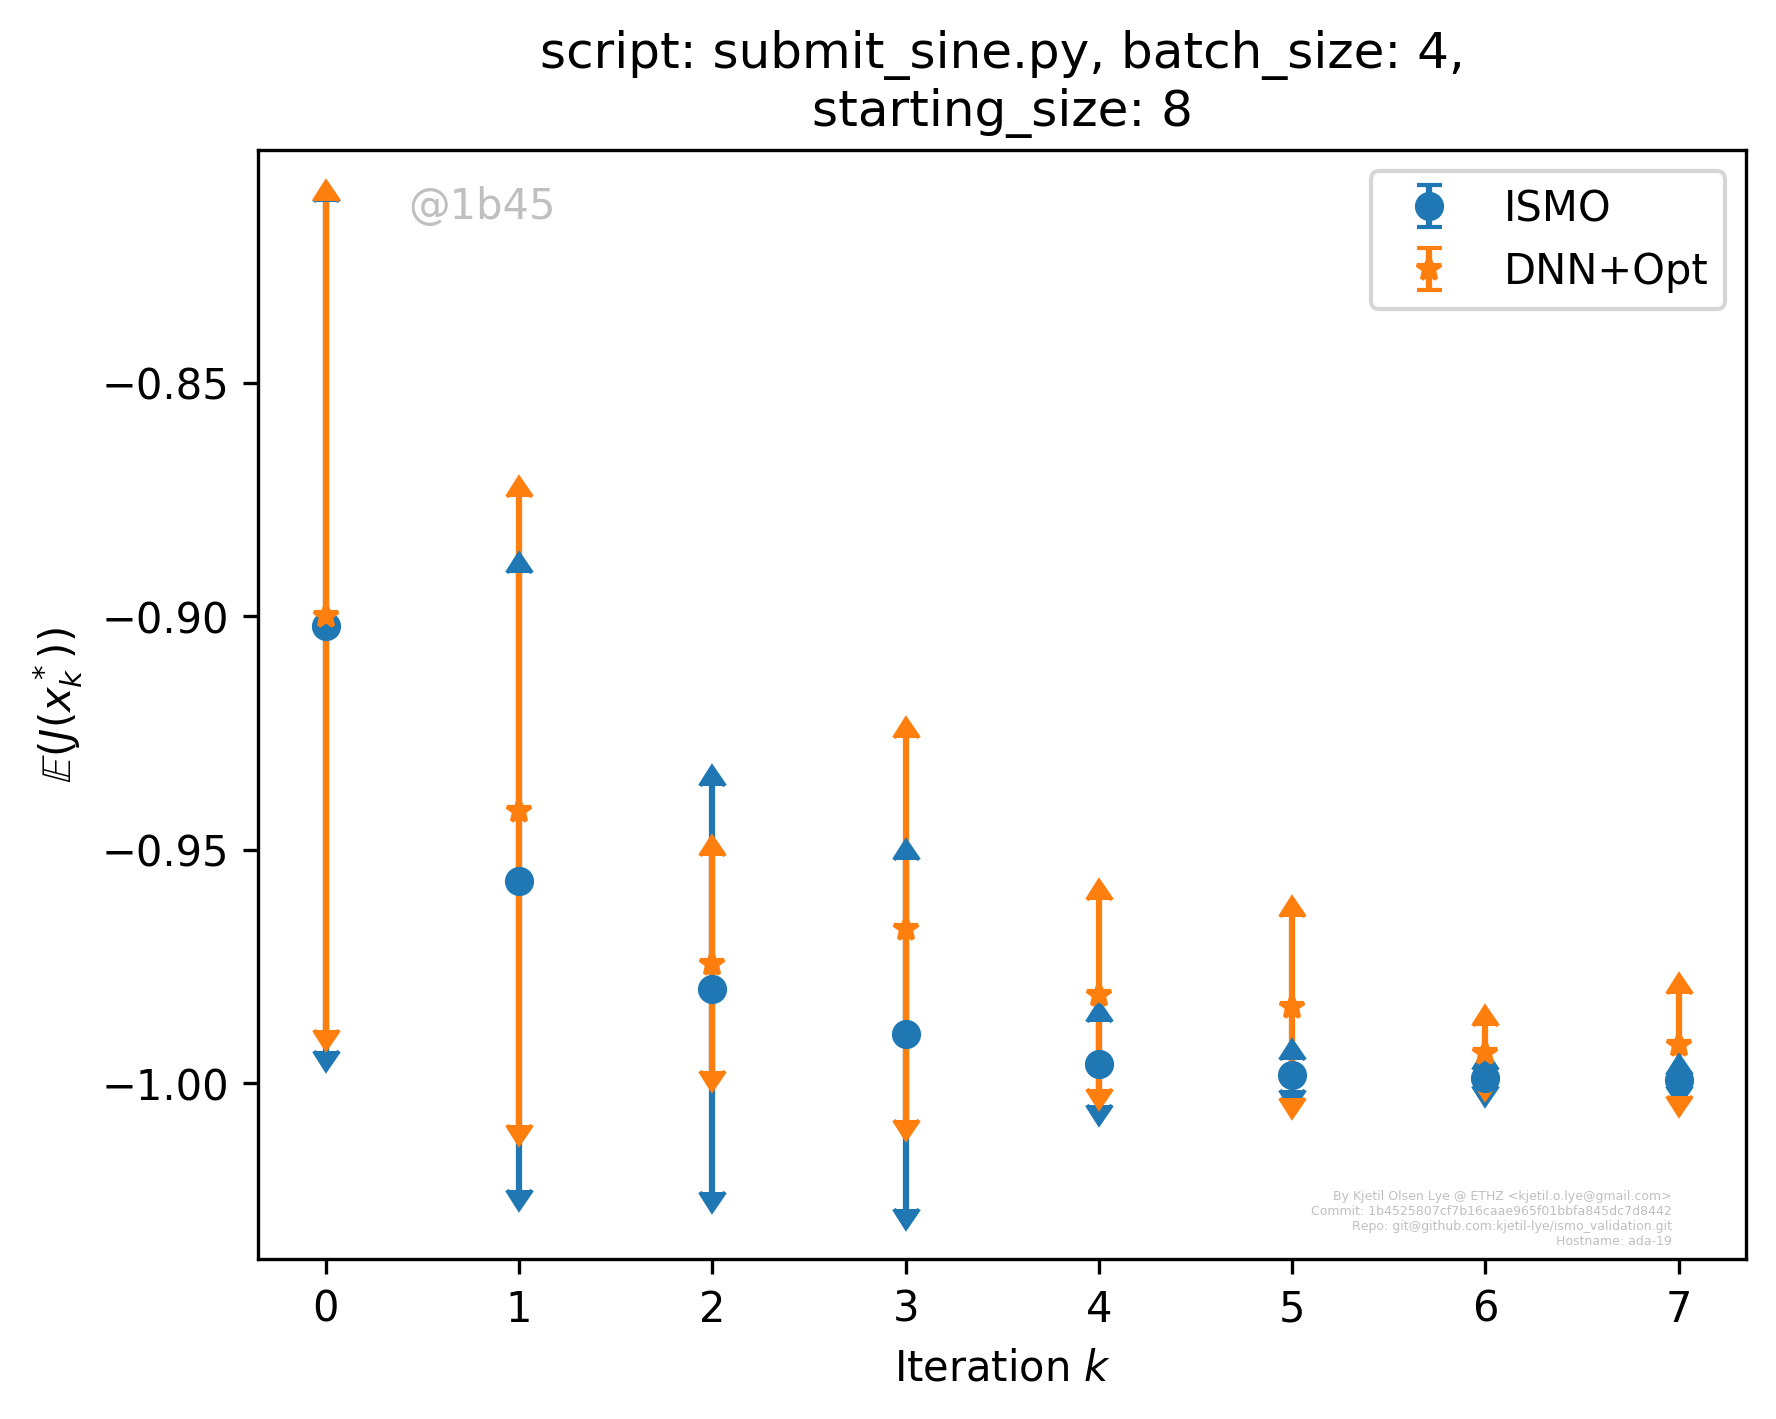 script: submit_sine.py, batch_size: 4,
starting_size: 8
@1b45
ISMO
DNN+Opt
−0.85
−0.90
−0.95
−1.00
𝔼(J(x_k^*))
By Kjetil Olsen Lye @ ETHZ <kjetil.o.lye@gmail.com>
Commit: 1b4525807cf7b16caae965f01bbfa845dc7d8442
Repo: git@github.com:kjetil-lye/ismo_validation.git
Hostname: ada-19
0 1 2 3 4 5 6 7
Iteration k